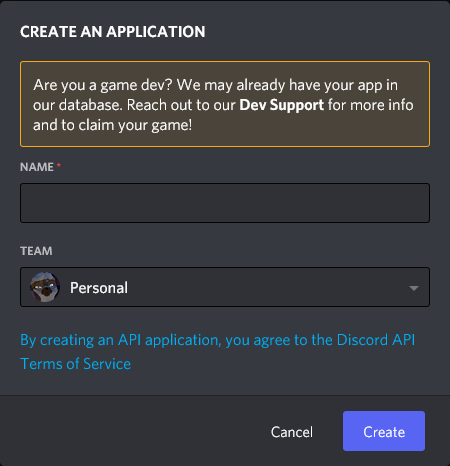 CREATE AN APPLICATION
Are you a game dev? We may already have your app in
our database. Reach out to our Dev Support for more info
and to claim your game!
NAME *
TEAM
Personal
By creating an API application, you agree to the Discord API
Terms of Service
Cancel
Create